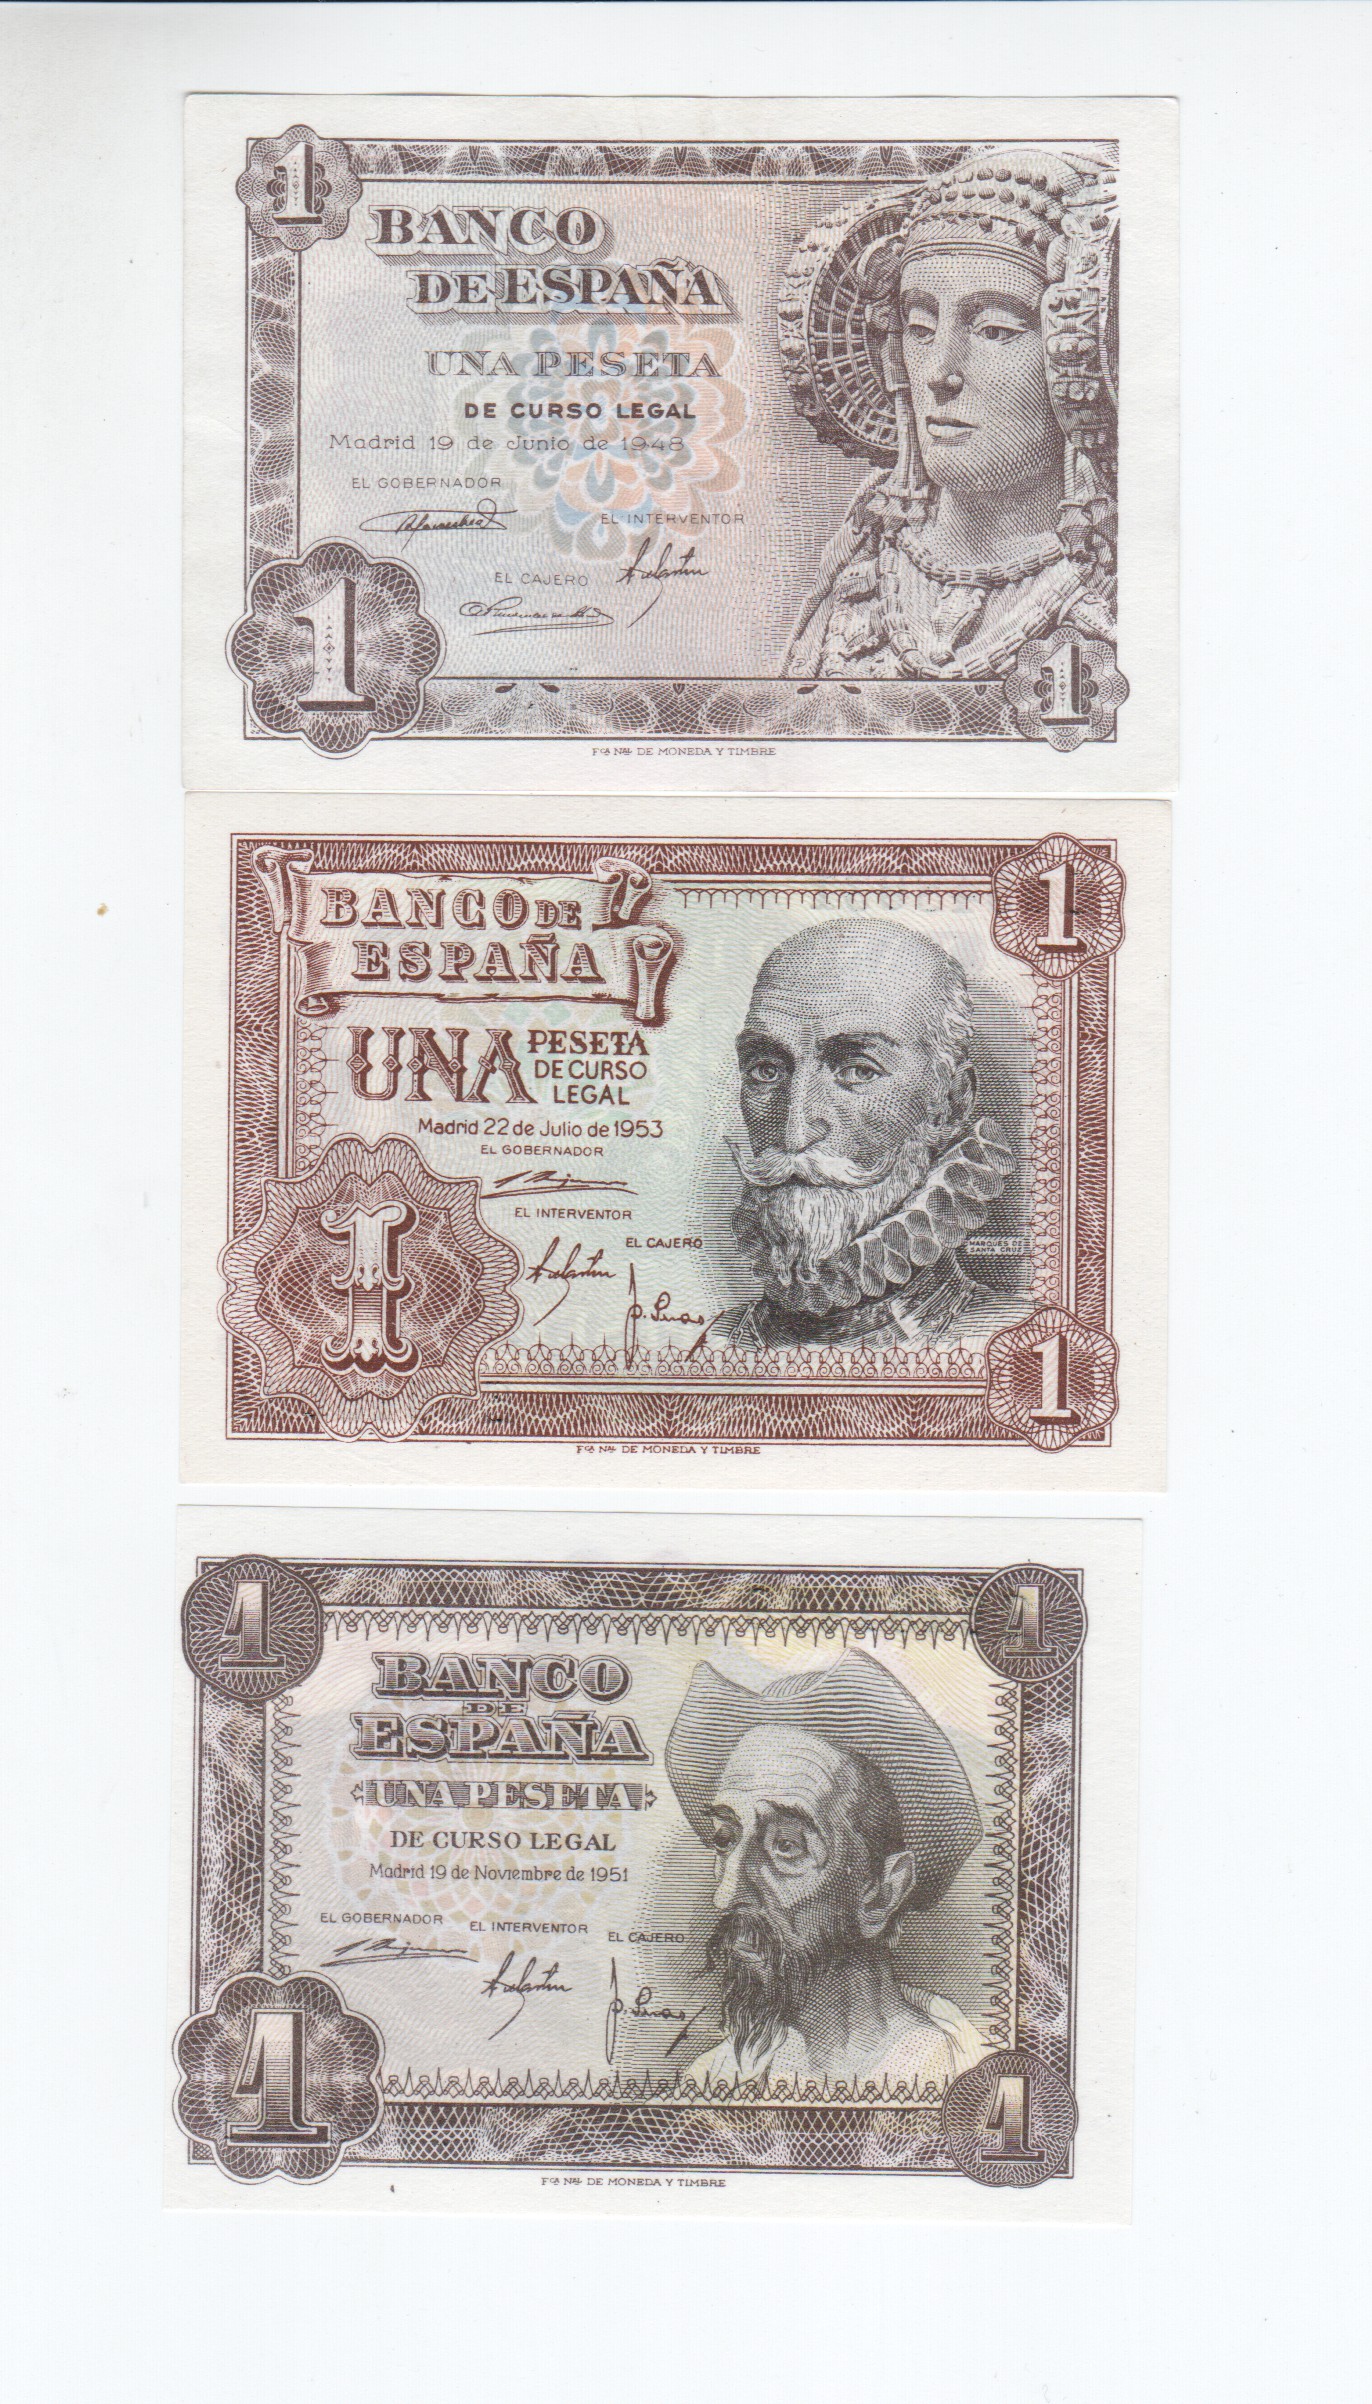 1
BANCO
DE ESPAÑA
UNA PESETA
DE CURSO LEGAL
Madrid 19 de Junio de 1948
EL GOBERNADOR
EL INTERVENTOR
EL CAJERO
1
1
Fca Nal DE MONEDA Y TIMBRE
BANCO DE
ESPAÑA
1
UNA PESETA
DE CURSO
LEGAL
Madrid 22 de Julio de 1953
EL GOBERNADOR
EL INTERVENTOR
EL CAJERO
MARQUES DE
SANTA CRUZ
1
1
Fca Nal DE MONEDA Y TIMBRE
1
1
BANCO
DE
ESPAÑA
UNA PESETA
DE CURSO LEGAL
Madrid 19 de Noviembre de 1951
EL GOBERNADOR
EL INTERVENTOR
EL CAJERO
1
1
Fca Nal DE MONEDA Y TIMBRE